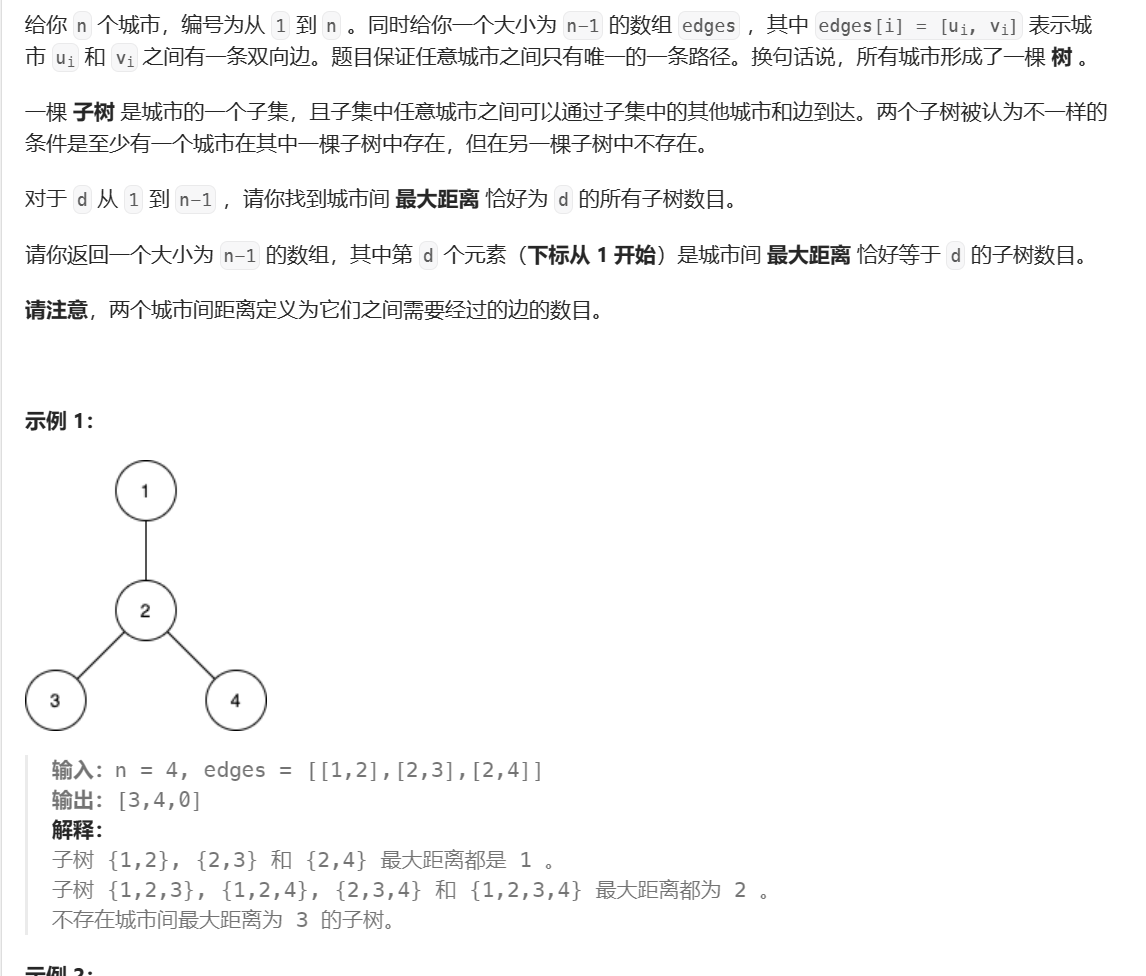 给你 n 个城市，编号为从 1 到 n 。同时给你一个大小为 n-1 的数组 edges ，其中 edges[i] = [uᵢ, vᵢ] 表示城
市 uᵢ 和 vᵢ 之间有一条双向边。题目保证任意城市之间只有唯一的一条路径。换句话说，所有城市形成了一棵 树 。
一棵 子树 是城市的一个子集，且子集中任意城市之间可以通过子集中的其他城市和边到达。两个子树被认为不一样的
条件是至少有一个城市在其中一棵子树中存在，但在另一棵子树中不存在。
对于 d 从 1 到 n-1 ，请你找到城市间 最大距离 恰好为 d 的所有子树数目。
请你返回一个大小为 n-1 的数组，其中第 d 个元素（下标从 1 开始）是城市间 最大距离 恰好等于 d 的子树数目。
请注意，两个城市间距离定义为它们之间需要经过的边的数目。
示例 1：
1
2
3 4
输入：n = 4, edges = [[1,2],[2,3],[2,4]]
输出：[3,4,0]
解释：
子树 {1,2}, {2,3} 和 {2,4} 最大距离都是 1 。
子树 {1,2,3}, {1,2,4}, {2,3,4} 和 {1,2,3,4} 最大距离都为 2 。
不存在城市间最大距离为 3 的子树。
示例 2：